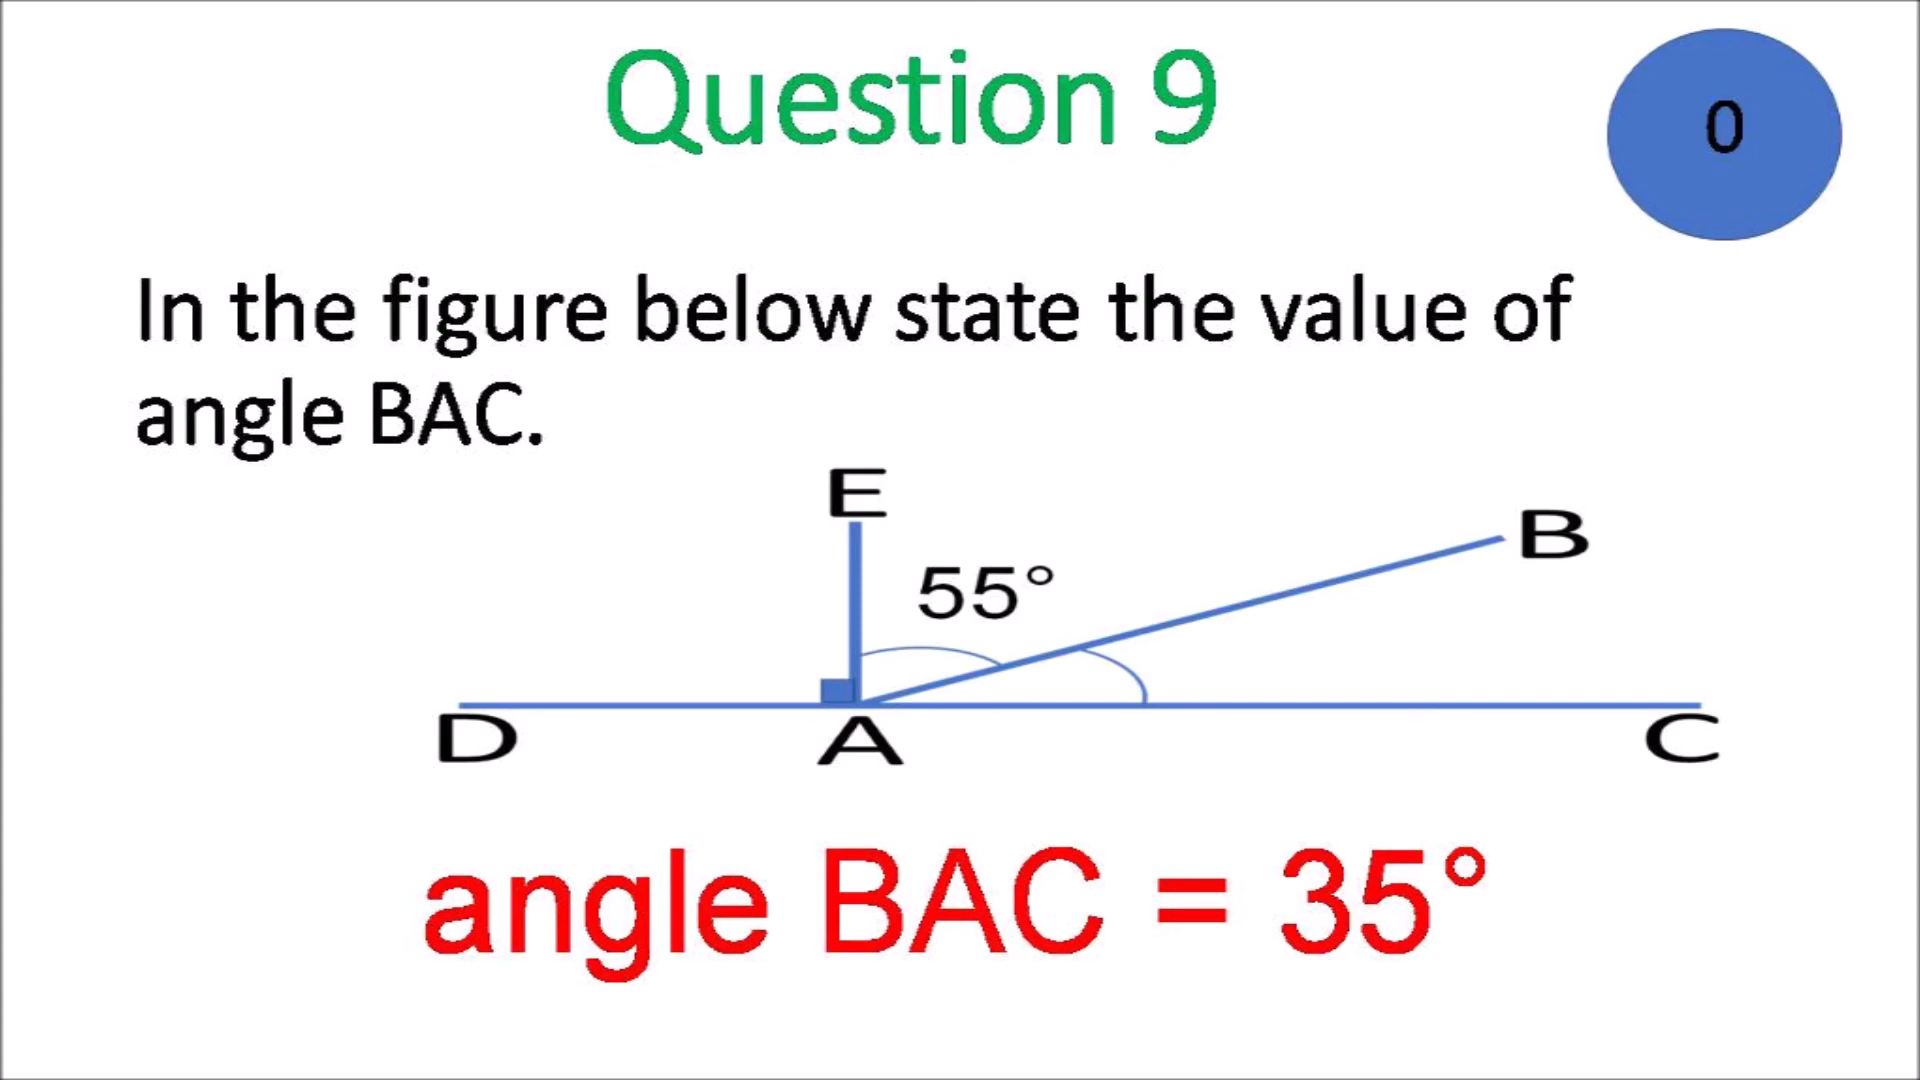 Question 9
0
In the figure below state the value of
angle BAC.
E
B
55°
D
A
C
angle BAC = 35°